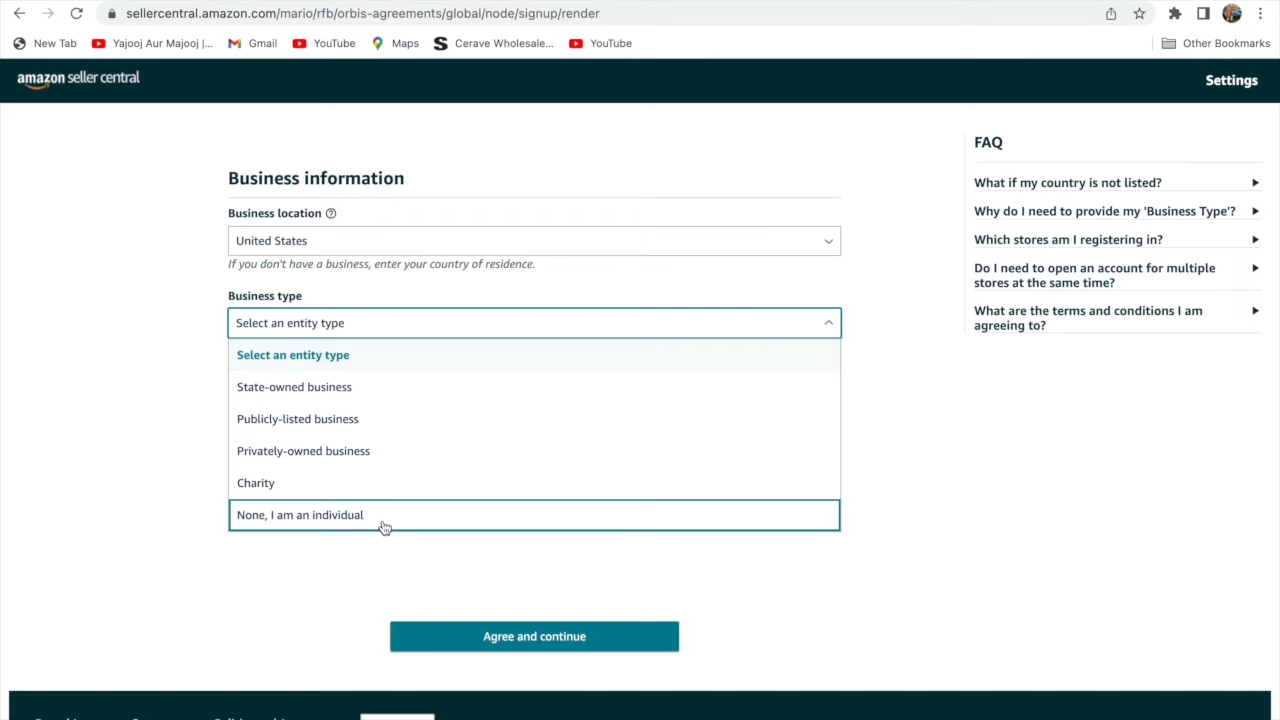 sellercentral.amazon.com/mario/rfb/orbis-agreements/global/node/signup/render
New Tab Yajooj Aur Majooj |... Gmail YouTube Maps Cerave Wholesale... YouTube Other Bookmarks
amazon seller central Settings
Business information
Business location
United States
If you don't have a business, enter your country of residence.
Business type
Select an entity type
Select an entity type
State-owned business
Publicly-listed business
Privately-owned business
Charity
None, I am an individual
Agree and continue
FAQ
What if my country is not listed?
Why do I need to provide my 'Business Type'?
Which stores am I registering in?
Do I need to open an account for multiple
stores at the same time?
What are the terms and conditions I am
agreeing to?